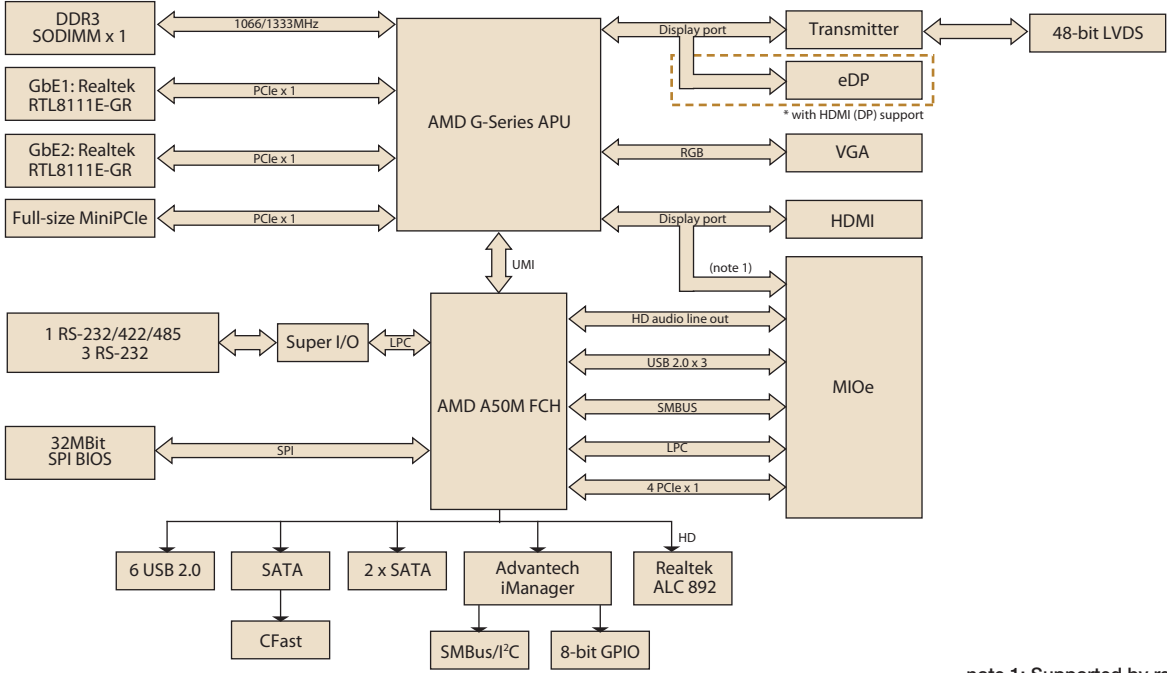 DDR3
SODIMM x 1
1066/1333MHz
GbE1: Realtek
RTL8111E-GR
PCIe x 1
GbE2: Realtek
RTL8111E-GR
PCIe x 1
Full-size MiniPCIe
PCIe x 1
AMD G-Series APU
Display port
Transmitter
48-bit LVDS
eDP
* with HDMI (DP) support
RGB
VGA
Display port
HDMI
(note 1)
UMI
1 RS-232/422/485
3 RS-232
Super I/O
LPC
AMD A50M FCH
HD audio line out
USB 2.0 x 3
SMBUS
LPC
4 PCIe x 1
MIOe
32MBit
SPI BIOS
SPI
HD
6 USB 2.0
SATA
2 x SATA
Advantech
iManager
Realtek
ALC 892
CFast
SMBus/I²C
8-bit GPIO
note 1: Supported by